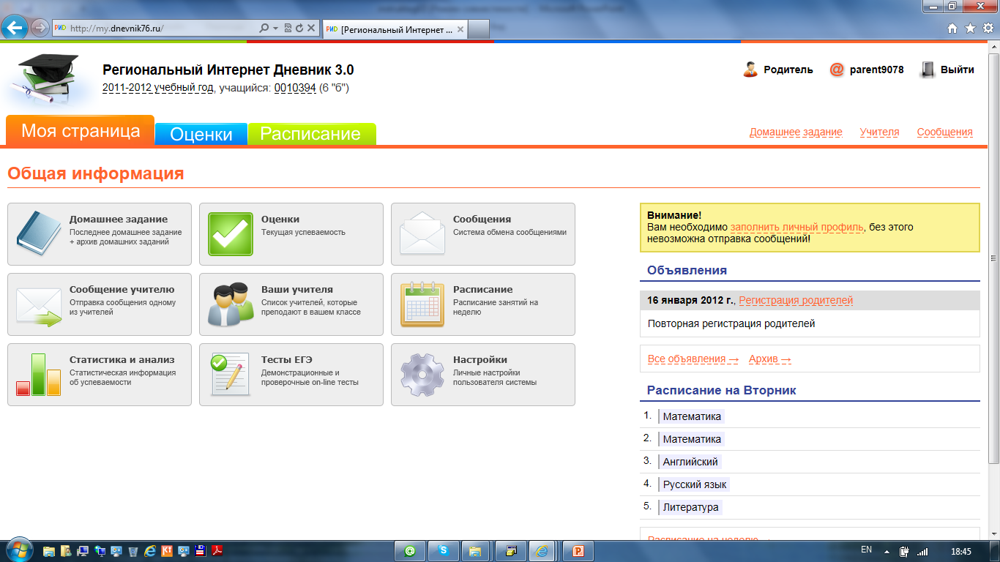 http://my.dnevnik76.ru/
РИД [Региональный Интернет ...
Региональный Интернет Дневник 3.0
2011-2012 учебный год, учащийся: 0010394 (6 "б")
Родитель
parent9078
Выйти
Моя страница
Оценки
Расписание
Домашнее задание
Учителя
Сообщения
Общая информация
Домашнее задание
Последнее домашнее задание
+ архив домашних заданий
Оценки
Текущая успеваемость
Сообщения
Система обмена сообщениями
Сообщение учителю
Отправка сообщения одному
из учителей
Ваши учителя
Список учителей, которые
преподают в вашем классе
Расписание
Расписание занятий на
неделю
Статистика и анализ
Статистическая информация
об успеваемости
Тесты ЕГЭ
Демонстрационные и
проверочные on-line тесты
Настройки
Личные настройки
пользователя системы
Внимание!
Вам необходимо заполнить личный профиль, без этого
невозможна отправка сообщений!
Объявления
16 января 2012 г., Регистрация родителей
Повторная регистрация родителей
Все объявления → Архив →
Расписание на Вторник
1. Математика
2. Математика
3. Английский
4. Русский язык
5. Литература
Расписание на неделю →
EN
18:45